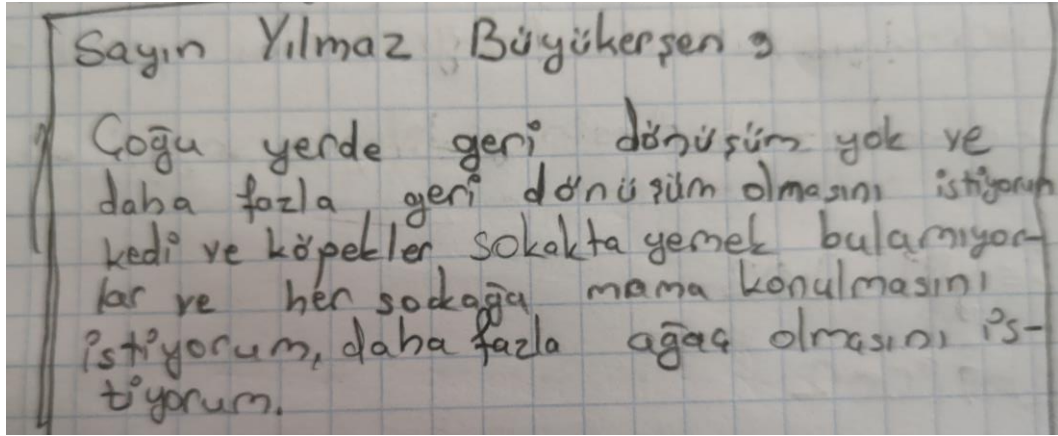 Sayın Yılmaz Büyükerşen,
Çoğu yerde geri dönüşüm yok ve
daha fazla geri dönüşüm olmasını istiyorum
kedi ve köpekler sokakta yemek bulamıyor-
lar ve her sokağa mama konulmasını
istiyorum, daha fazla ağaç olmasını is-
tiyorum.